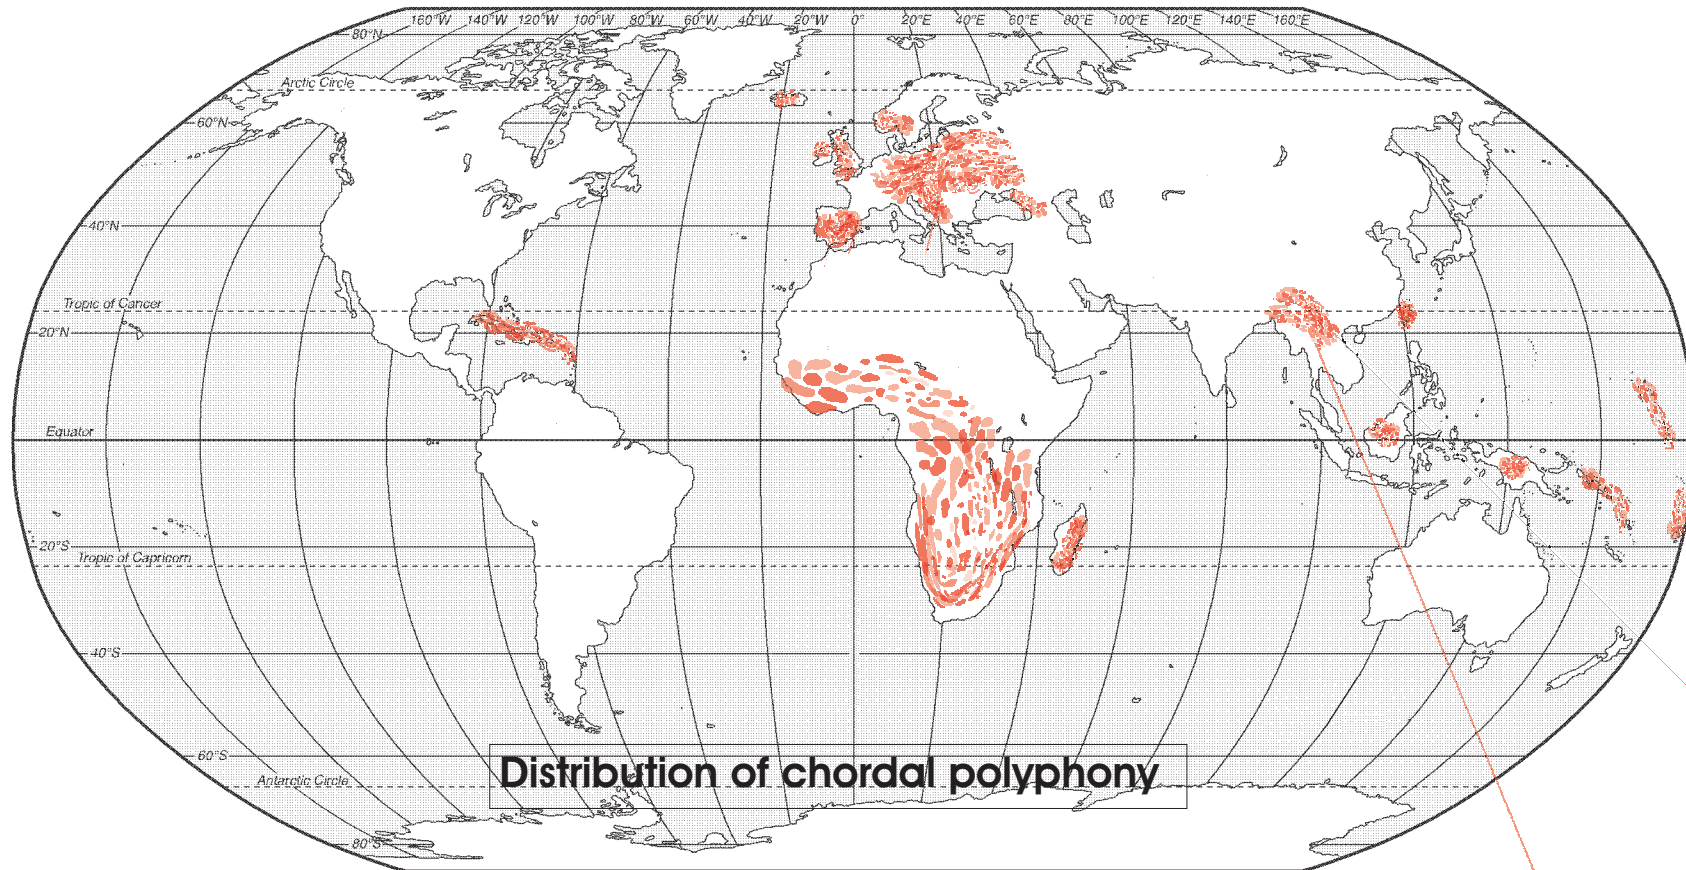 160°W 140°W 120°W 100°W 80°W 60°W 40°W 20°W 0° 20°E 40°E 60°E 80°E 100°E 120°E 140°E 160°E
80°N
Arctic Circle
60°N
40°N
Tropic of Cancer
20°N
Equator
20°S
Tropic of Capricorn
40°S
60°S
Distribution of chordal polyphony
Antarctic Circle
80°S